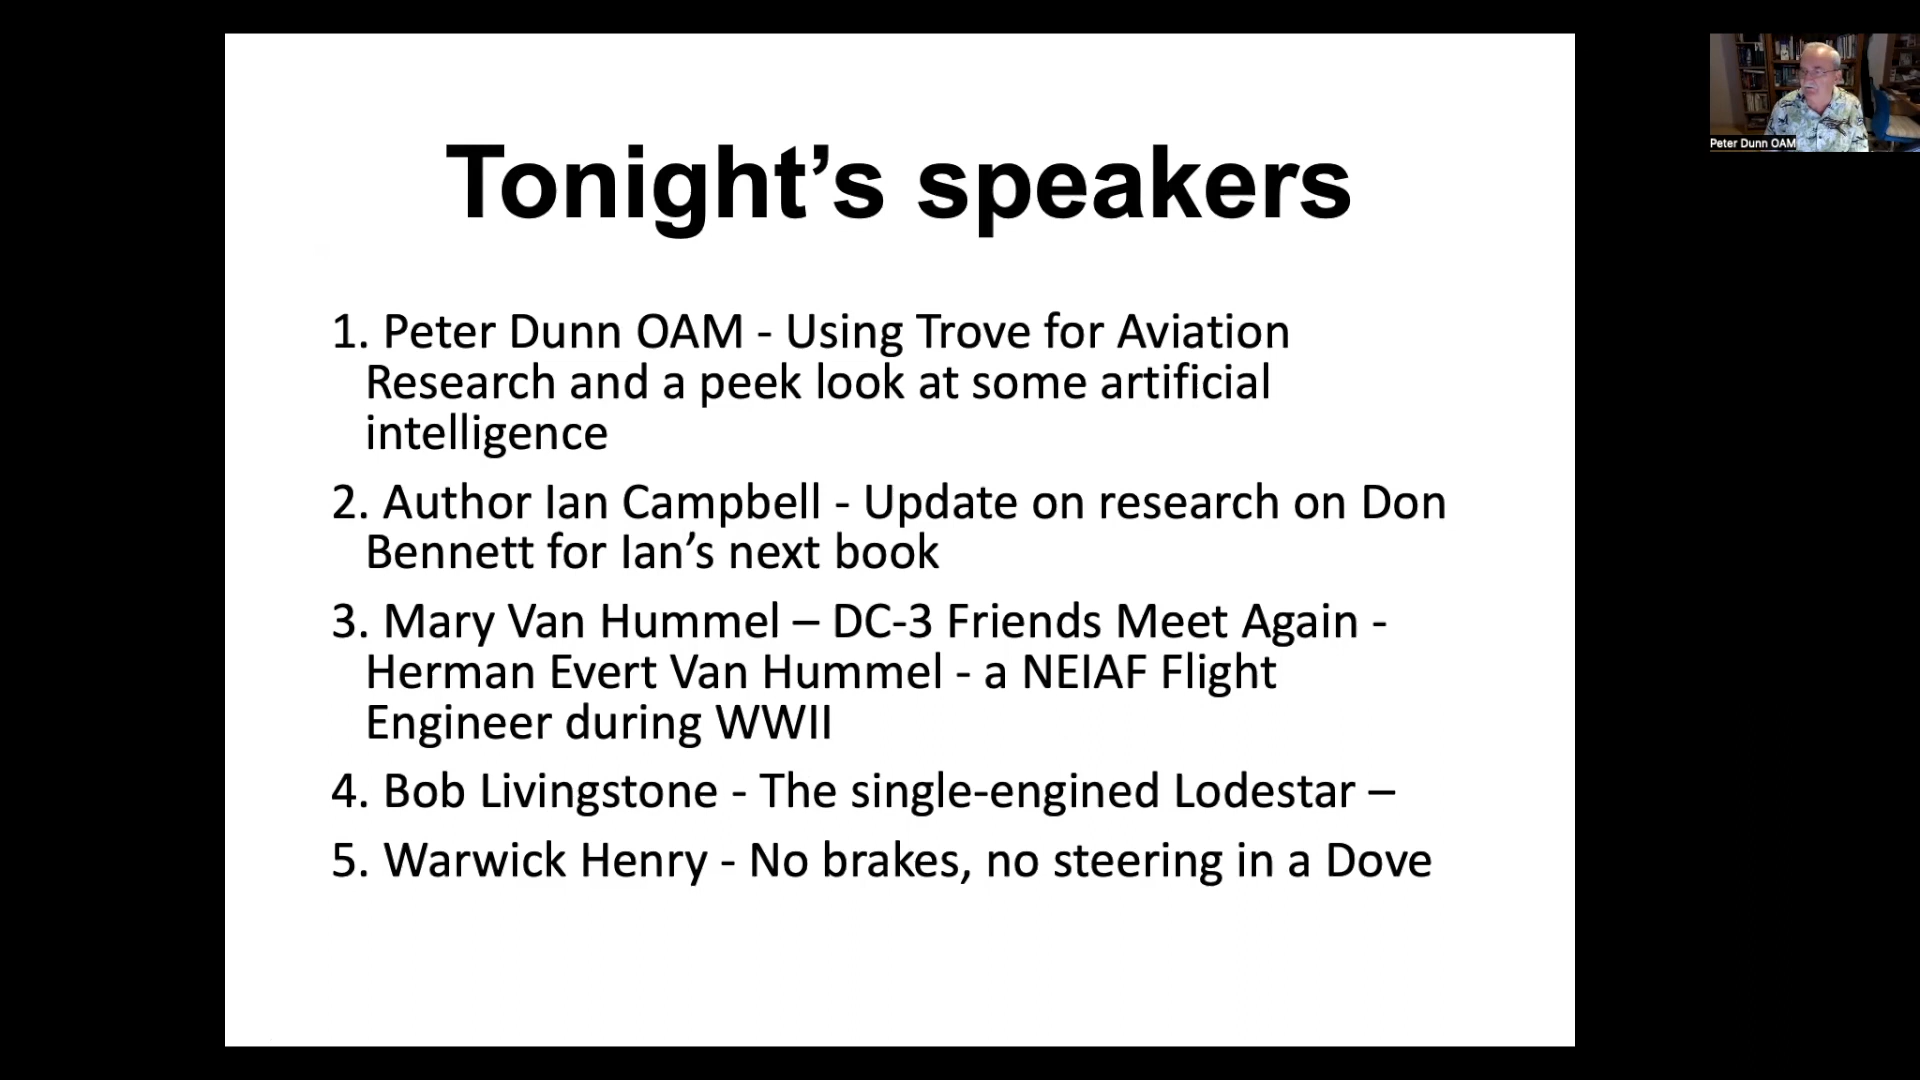 Tonight’s speakers
1. Peter Dunn OAM - Using Trove for Aviation
Research and a peek look at some artificial
intelligence
2. Author Ian Campbell - Update on research on Don
Bennett for Ian’s next book
3. Mary Van Hummel – DC-3 Friends Meet Again -
Herman Evert Van Hummel - a NEIAF Flight
Engineer during WWII
4. Bob Livingstone - The single-engined Lodestar –
5. Warwick Henry - No brakes, no steering in a Dove
Peter Dunn OAM